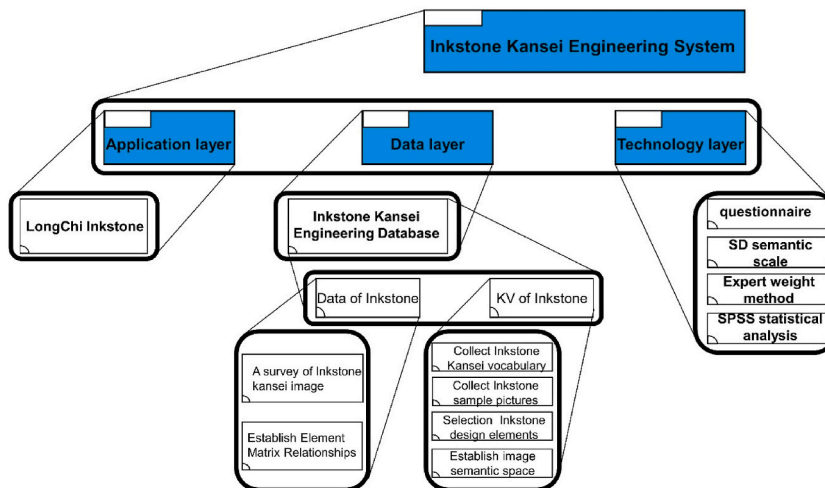 Inkstone Kansei Engineering System
Application layer
Data layer
Technology layer
LongChi Inkstone
Inkstone Kansei
Engineering Database
questionnaire
SD semantic
scale
Expert weight
method
SPSS statistical
analysis
Data of Inkstone
KV of Inkstone
A survey of Inkstone
kansei image
Establish Element
Matrix Relationships
Collect Inkstone
Kansei vocabulary
Collect Inkstone
sample pictures
Selection Inkstone
design elements
Establish image
semantic space